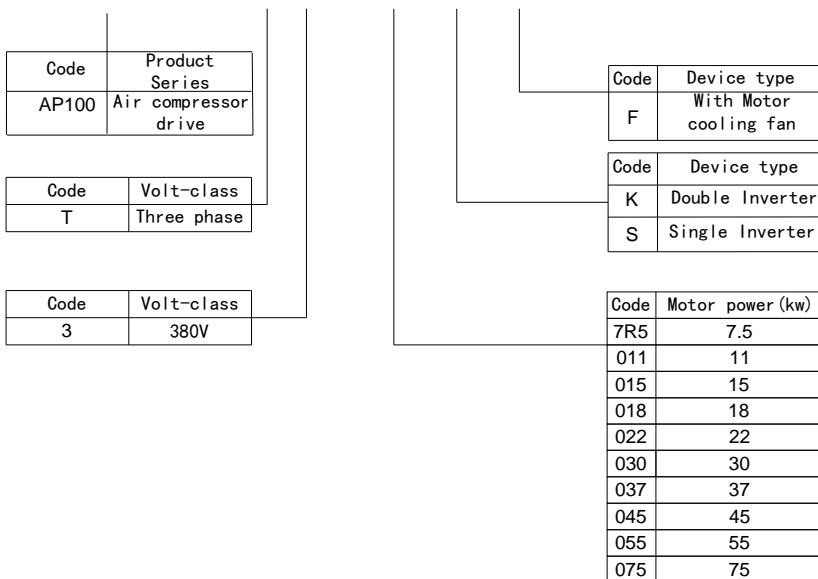 Code Product Series
AP100 Air compressor drive
Code Volt-class
T Three phase
Code Volt-class
3 380V
Code Device type
F With Motor cooling fan
Code Device type
K Double Inverter
S Single Inverter
Code Motor power(kw)
7R5 7.5
011 11
015 15
018 18
022 22
030 30
037 37
045 45
055 55
075 75